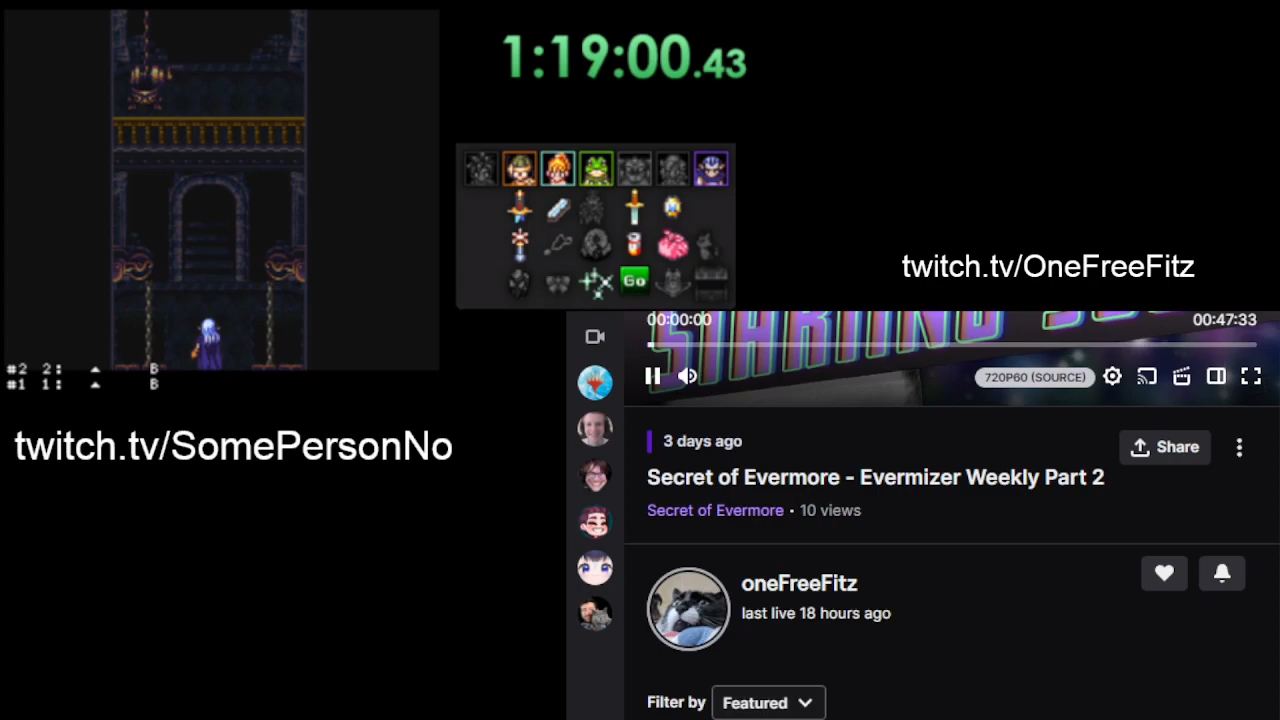 1:19:00.43
Go
#2 2: ▲ B
#1 1: ▲ B
twitch.tv/SomePersonNo
twitch.tv/OneFreeFitz
00:00:00
00:47:33
720P60 (SOURCE)
3 days ago
Share
Secret of Evermore - Evermizer Weekly Part 2
Secret of Evermore • 10 views
oneFreeFitz
last live 18 hours ago
Filter by
Featured